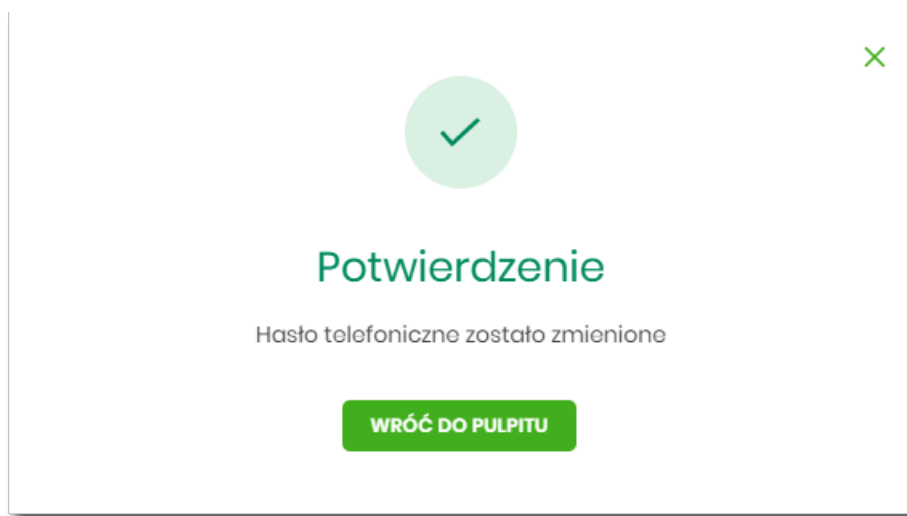 Potwierdzenie
Hasło telefoniczne zostało zmienione
WRÓĆ DO PULPITU